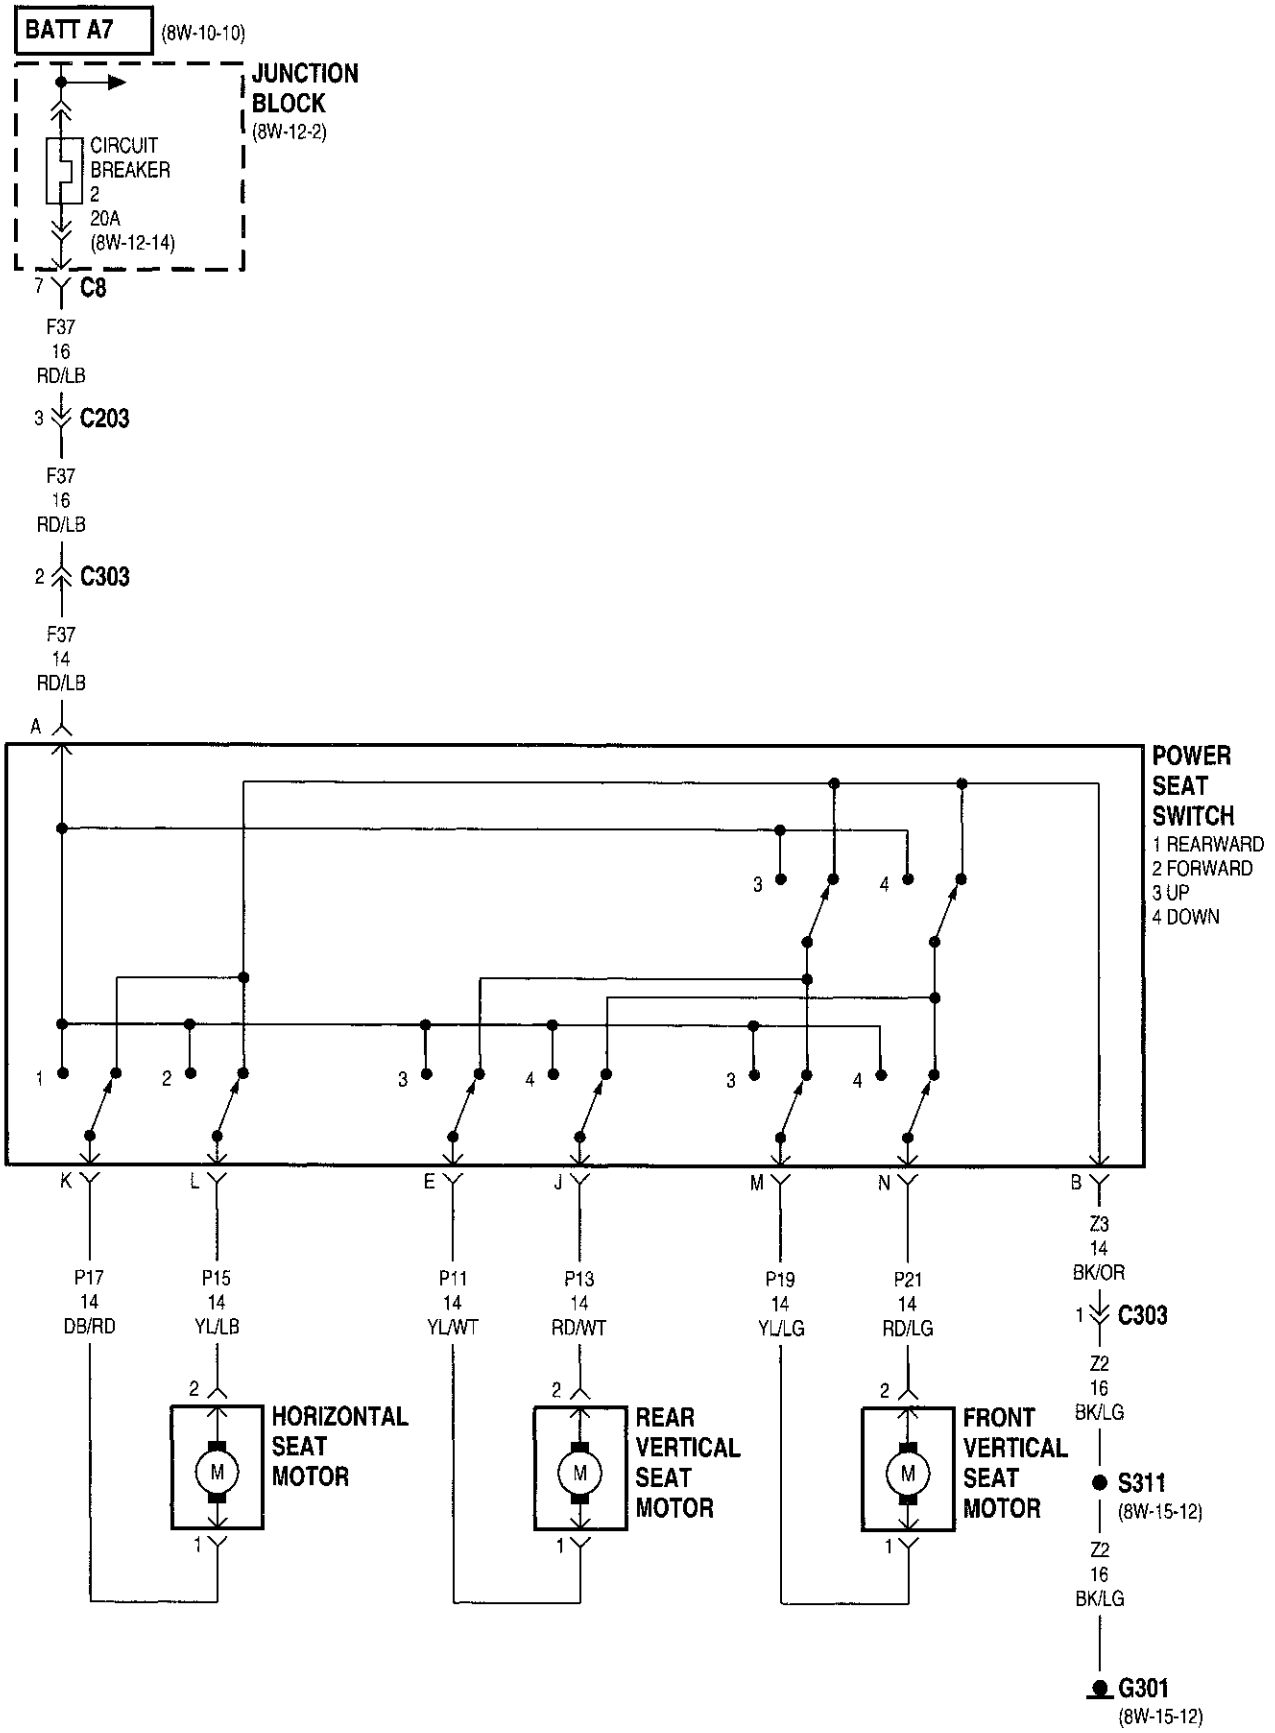 BATT A7
(8W-10-10)
JUNCTION
BLOCK
(8W-12-2)
CIRCUIT
BREAKER
2
20A
(8W-12-14)
7
C8
F37
16
RD/LB
3
C203
F37
16
RD/LB
2
C303
F37
14
RD/LB
A
POWER
SEAT
SWITCH
1 REARWARD
2 FORWARD
3 UP
4 DOWN
3
4
1
2
3
4
3
4
K
L
E
J
M
N
B
P17
14
DB/RD
P15
14
YL/LB
P11
14
YL/WT
P13
14
RD/WT
P19
14
YL/LG
P21
14
RD/LG
Z3
14
BK/OR
1
C303
Z2
16
BK/LG
2
HORIZONTAL
SEAT
MOTOR
M
1
2
REAR
VERTICAL
SEAT
MOTOR
M
1
2
FRONT
VERTICAL
SEAT
MOTOR
M
1
S311
(8W-15-12)
Z2
16
BK/LG
G301
(8W-15-12)